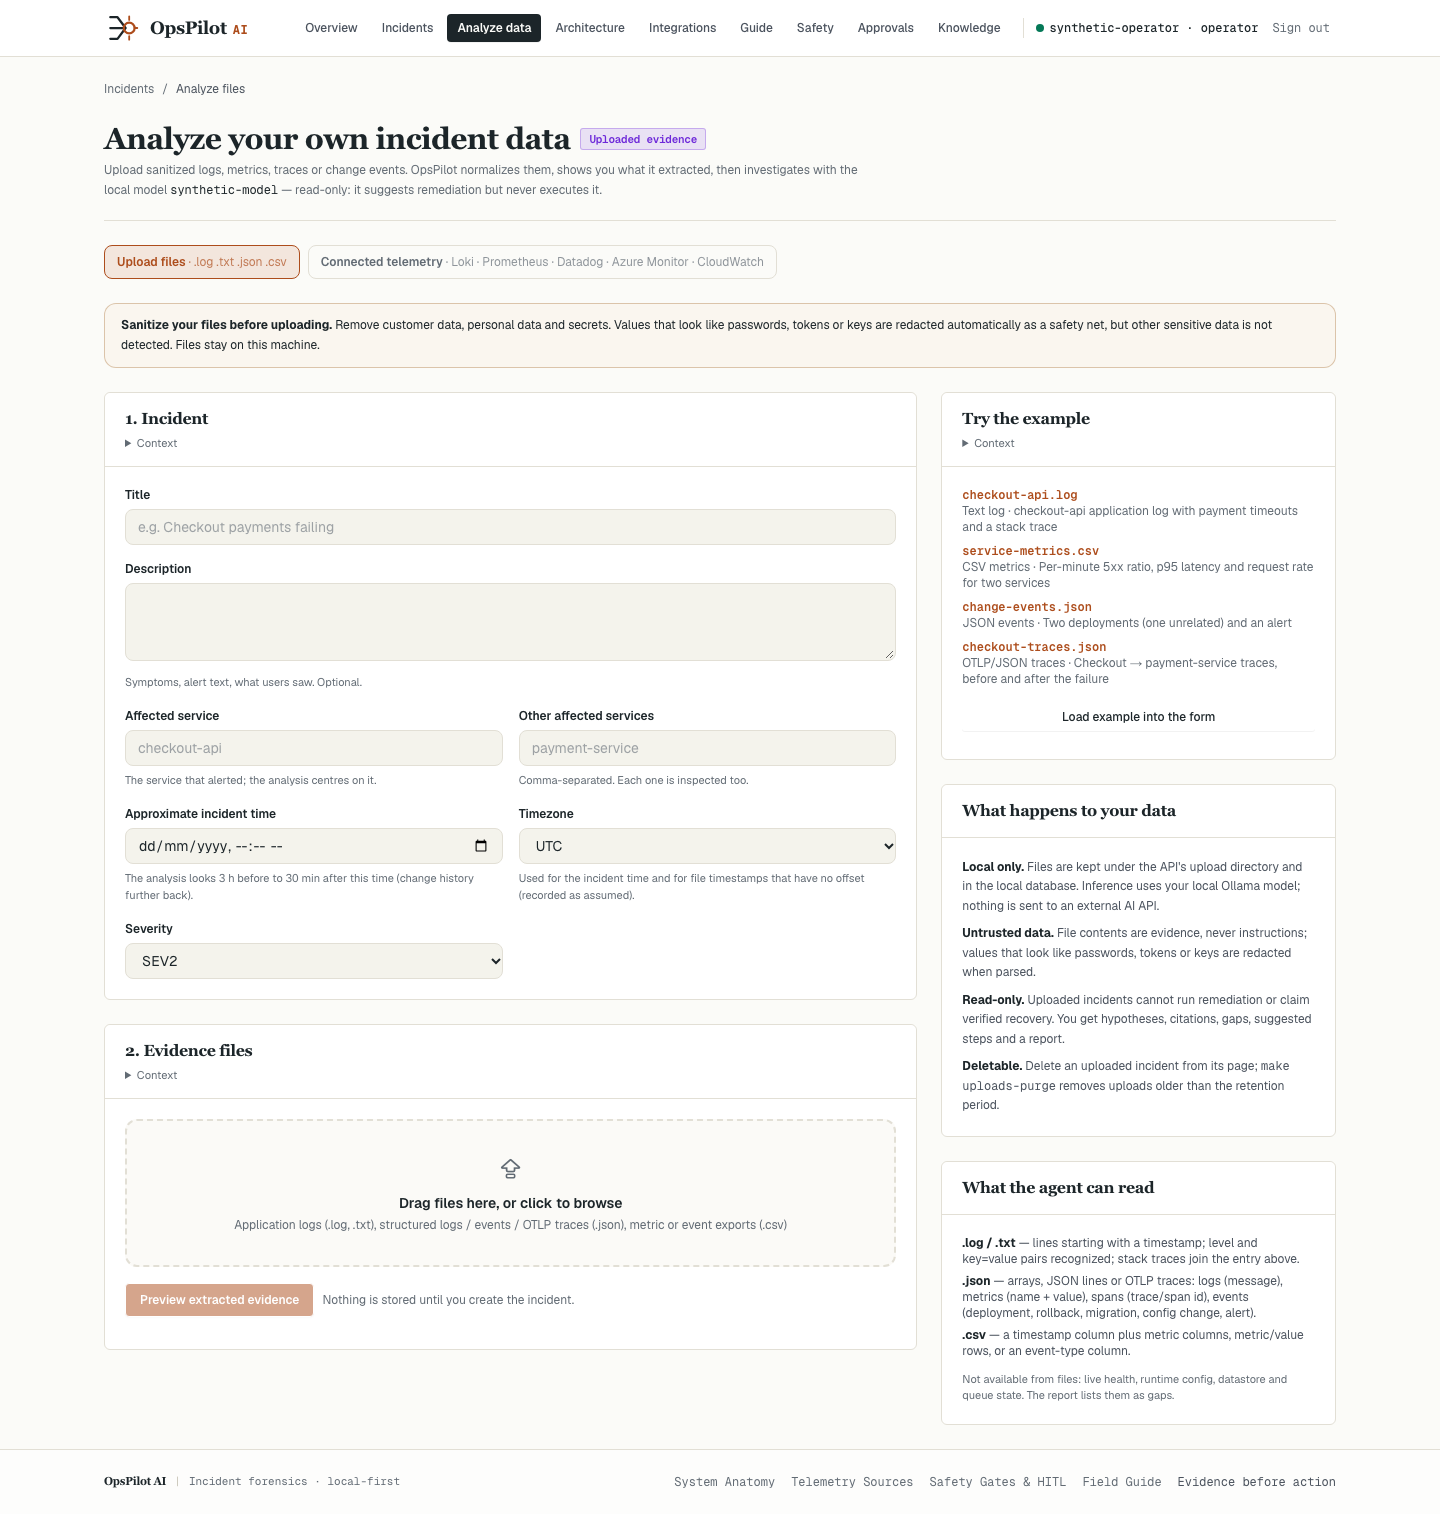 OpsPilot AI
Overview
Incidents
Analyze data
Architecture
Integrations
Guide
Safety
Approvals
Knowledge
synthetic-operator · operator
Sign out
Incidents / Analyze files
Analyze your own incident data
Uploaded evidence
Upload sanitized logs, metrics, traces or change events. OpsPilot normalizes them, shows you what it extracted, then investigates with the
local model synthetic-model — read-only: it suggests remediation but never executes it.
Upload files · .log .txt .json .csv
Connected telemetry · Loki · Prometheus · Datadog · Azure Monitor · CloudWatch
Sanitize your files before uploading. Remove customer data, personal data and secrets. Values that look like passwords, tokens or keys are redacted automatically as a safety net, but other sensitive data is not
detected. Files stay on this machine.
1. Incident
Context
Title
e.g. Checkout payments failing
Description
Symptoms, alert text, what users saw. Optional.
Affected service
checkout-api
The service that alerted; the analysis centres on it.
Other affected services
payment-service
Comma-separated. Each one is inspected too.
Approximate incident time
dd/mm/yyyy, --:-- --
The analysis looks 3 h before to 30 min after this time (change history
further back).
Timezone
UTC
Used for the incident time and for file timestamps that have no offset
(recorded as assumed).
Severity
SEV2
2. Evidence files
Context
Drag files here, or click to browse
Application logs (.log, .txt), structured logs / events / OTLP traces (.json), metric or event exports (.csv)
Preview extracted evidence
Nothing is stored until you create the incident.
Try the example
Context
checkout-api.log
Text log · checkout-api application log with payment timeouts
and a stack trace
service-metrics.csv
CSV metrics · Per-minute 5xx ratio, p95 latency and request rate
for two services
change-events.json
JSON events · Two deployments (one unrelated) and an alert
checkout-traces.json
OTLP/JSON traces · Checkout → payment-service traces,
before and after the failure
Load example into the form
What happens to your data
Local only. Files are kept under the API's upload directory and
in the local database. Inference uses your local Ollama model;
nothing is sent to an external AI API.
Untrusted data. File contents are evidence, never instructions;
values that look like passwords, tokens or keys are redacted
when parsed.
Read-only. Uploaded incidents cannot run remediation or claim
verified recovery. You get hypotheses, citations, gaps, suggested
steps and a report.
Deletable. Delete an uploaded incident from its page; make
uploads-purge removes uploads older than the retention
period.
What the agent can read
.log / .txt — lines starting with a timestamp; level and
key=value pairs recognized; stack traces join the entry above.
.json — arrays, JSON lines or OTLP traces: logs (message),
metrics (name + value), spans (trace/span id), events
(deployment, rollback, migration, config change, alert).
.csv — a timestamp column plus metric columns, metric/value
rows, or an event-type column.
Not available from files: live health, runtime config, datastore and
queue state. The report lists them as gaps.
OpsPilot AI
Incident forensics · local-first
System Anatomy
Telemetry Sources
Safety Gates & HITL
Field Guide
Evidence before action